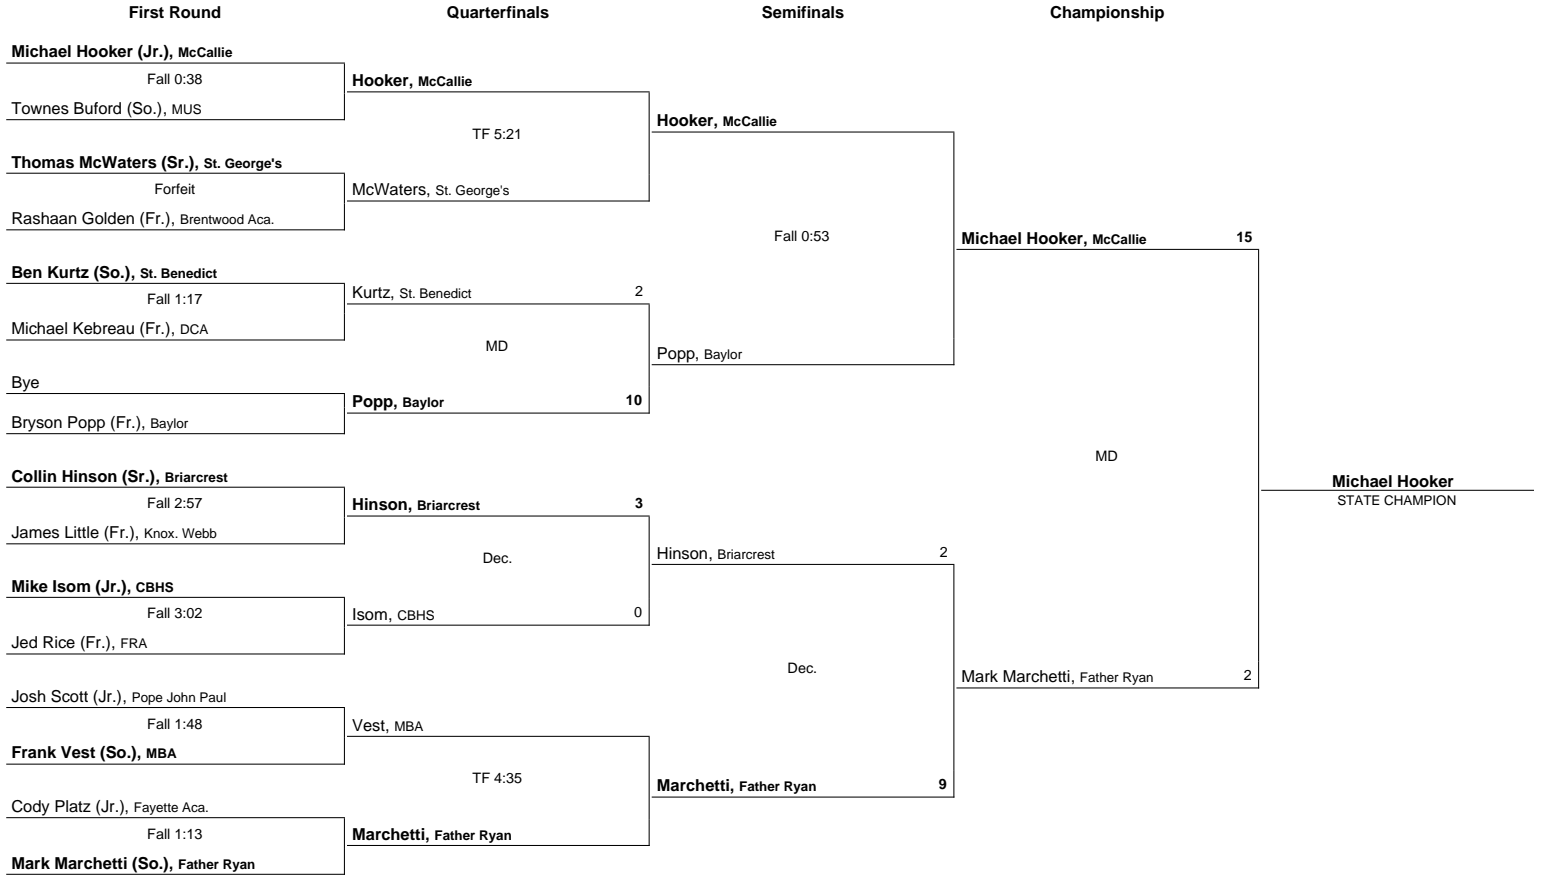 First Round
Quarterfinals
Semifinals
Championship
Michael Hooker (Jr.), McCallie
Fall 0:38
Townes Buford (So.), MUS
Thomas McWaters (Sr.), St. George's
Forfeit
Rashaan Golden (Fr.), Brentwood Aca.
Ben Kurtz (So.), St. Benedict
Fall 1:17
Michael Kebreau (Fr.), DCA
Bye
Bryson Popp (Fr.), Baylor
Collin Hinson (Sr.), Briarcrest
Fall 2:57
James Little (Fr.), Knox. Webb
Mike Isom (Jr.), CBHS
Fall 3:02
Jed Rice (Fr.), FRA
Josh Scott (Jr.), Pope John Paul
Fall 1:48
Frank Vest (So.), MBA
Cody Platz (Jr.), Fayette Aca.
Fall 1:13
Mark Marchetti (So.), Father Ryan
Hooker, McCallie
TF 5:21
McWaters, St. George's
Kurtz, St. Benedict 2
MD
Popp, Baylor 10
Hinson, Briarcrest 3
Dec.
Isom, CBHS 0
Vest, MBA
TF 4:35
Marchetti, Father Ryan
Hooker, McCallie
Fall 0:53
Popp, Baylor
Hinson, Briarcrest 2
Dec.
Marchetti, Father Ryan 9
Michael Hooker, McCallie 15
MD
Mark Marchetti, Father Ryan 2
Michael Hooker
STATE CHAMPION